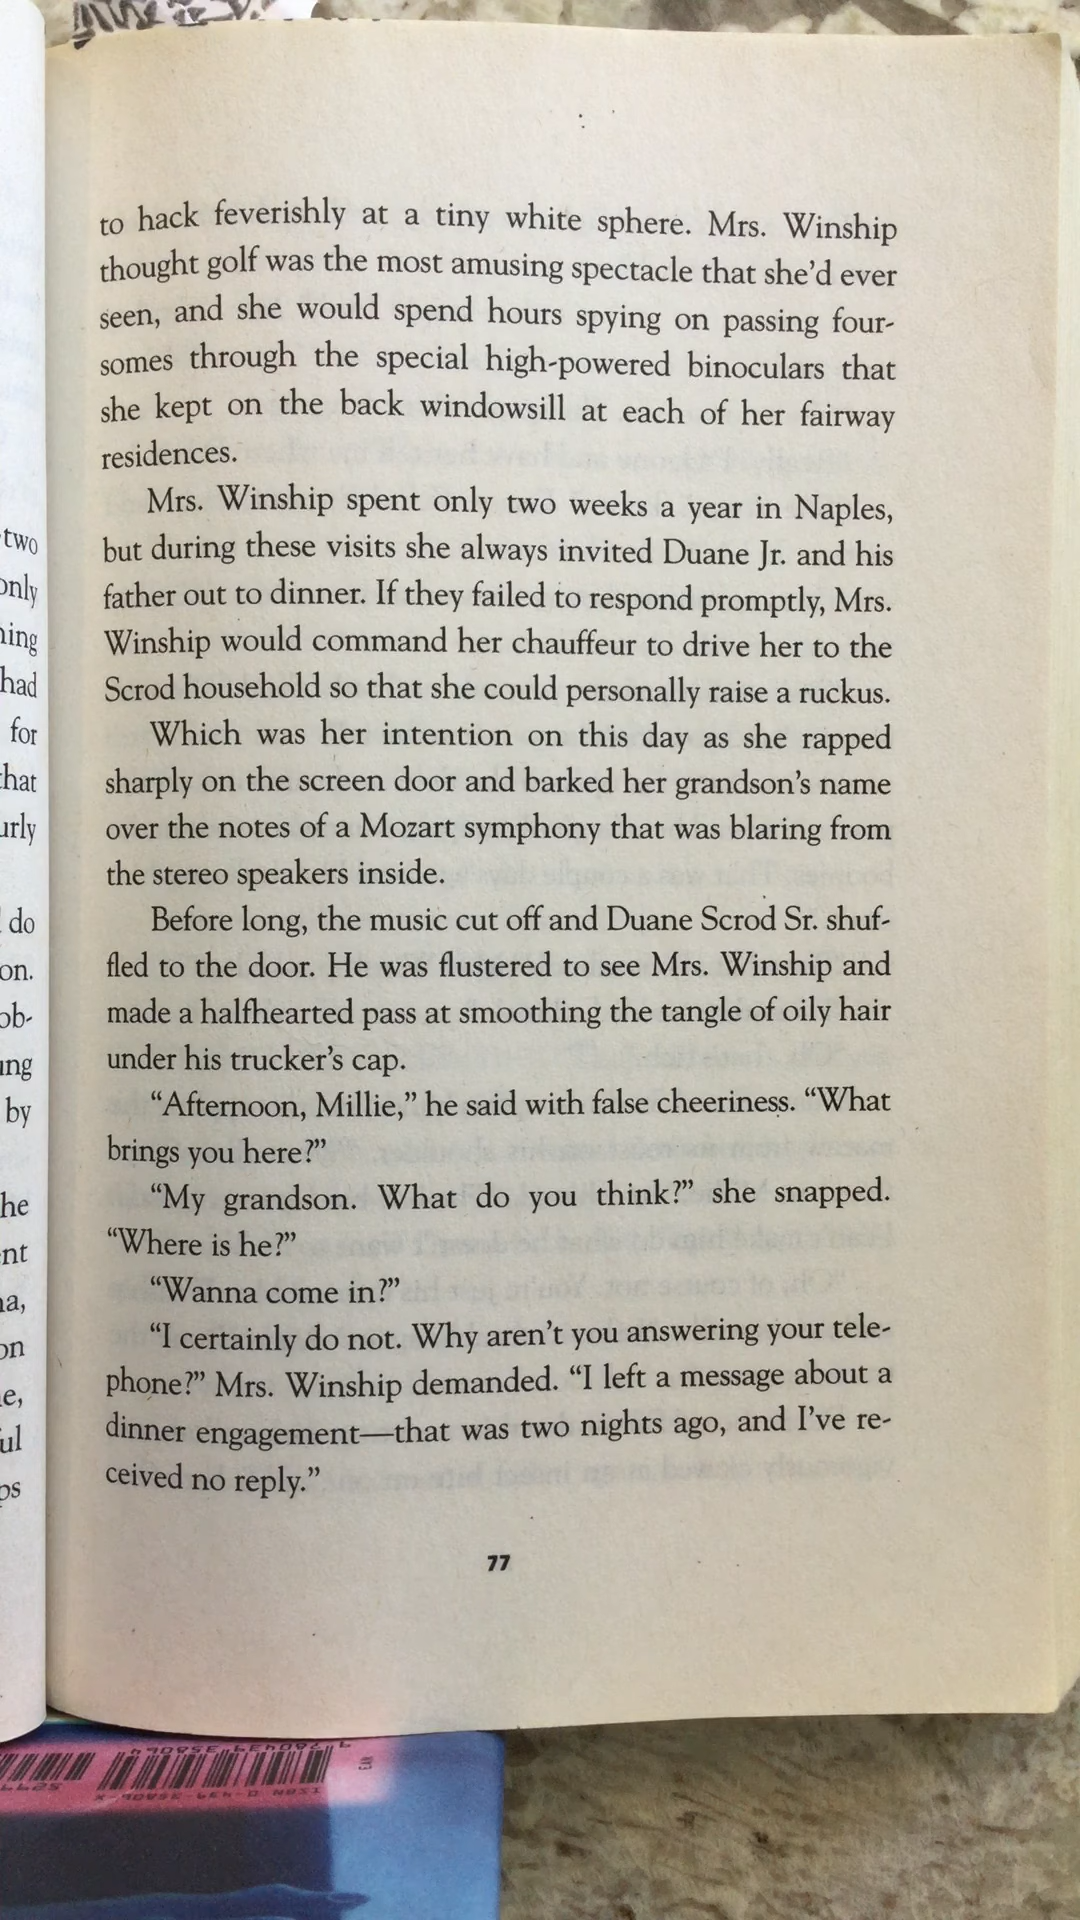 to hack feverishly at a tiny white sphere. Mrs. Winship
thought golf was the most amusing spectacle that she'd ever
seen, and she would spend hours spying on passing four-
somes through the special high-powered binoculars that
she kept on the back windowsill at each of her fairway
residences.
Mrs. Winship spent only two weeks a year in Naples,
but during these visits she always invited Duane Jr. and his
father out to dinner. If they failed to respond promptly, Mrs.
Winship would command her chauffeur to drive her to the
Scrod household so that she could personally raise a ruckus.
Which was her intention on this day as she rapped
sharply on the screen door and barked her grandson's name
over the notes of a Mozart symphony that was blaring from
the stereo speakers inside.
Before long, the music cut off and Duane Scrod Sr. shuf-
fled to the door. He was flustered to see Mrs. Winship and
made a halfhearted pass at smoothing the tangle of oily hair
under his trucker's cap.
“Afternoon, Millie,” he said with false cheeriness. “What
brings you here?”
“My grandson. What do you think?” she snapped.
“Where is he?”
“Wanna come in?”
“I certainly do not. Why aren't you answering your tele-
phone?” Mrs. Winship demanded. “I left a message about a
dinner engagement—that was two nights ago, and I've re-
ceived no reply.”
77
two
only
had
for
do
on.
by